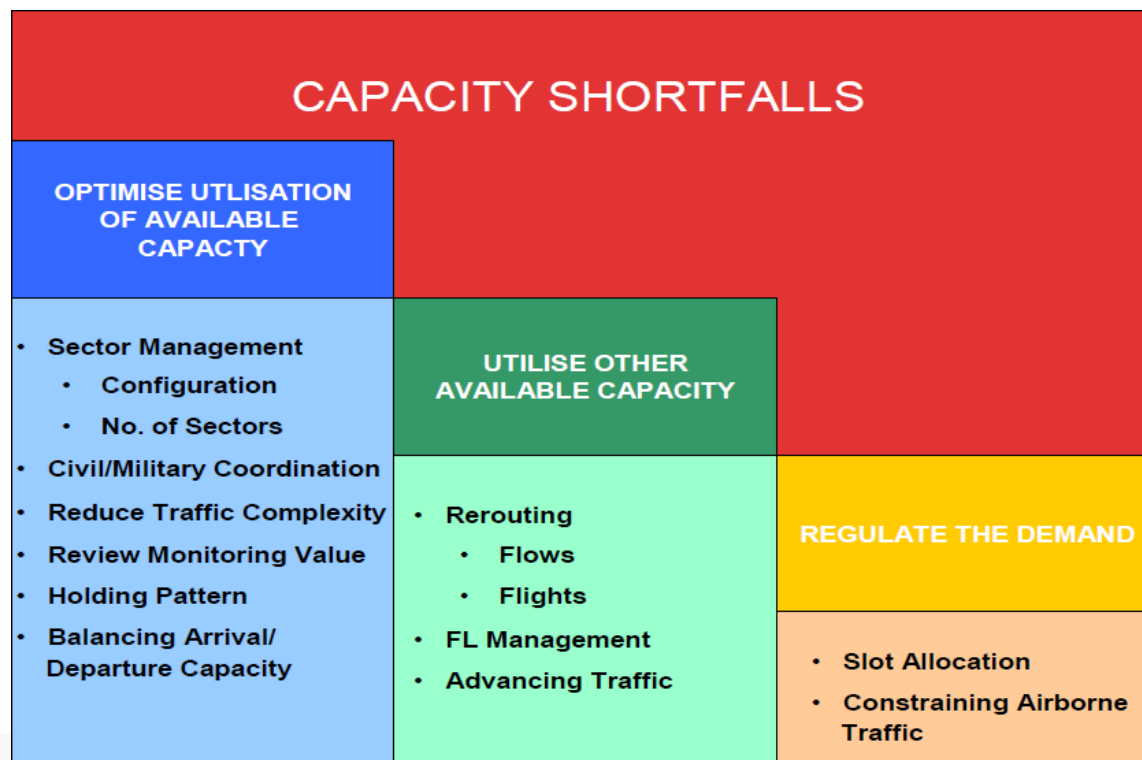 CAPACITY SHORTFALLS
OPTIMISE UTLISATION
OF AVAILABLE
CAPACTY
• Sector Management
• Configuration
• No. of Sectors
• Civil/Military Coordination
• Reduce Traffic Complexity
• Review Monitoring Value
• Holding Pattern
• Balancing Arrival/
Departure Capacity
UTILISE OTHER
AVAILABLE CAPACITY
• Rerouting
• Flows
• Flights
• FL Management
• Advancing Traffic
REGULATE THE DEMAND
• Slot Allocation
• Constraining Airborne
Traffic